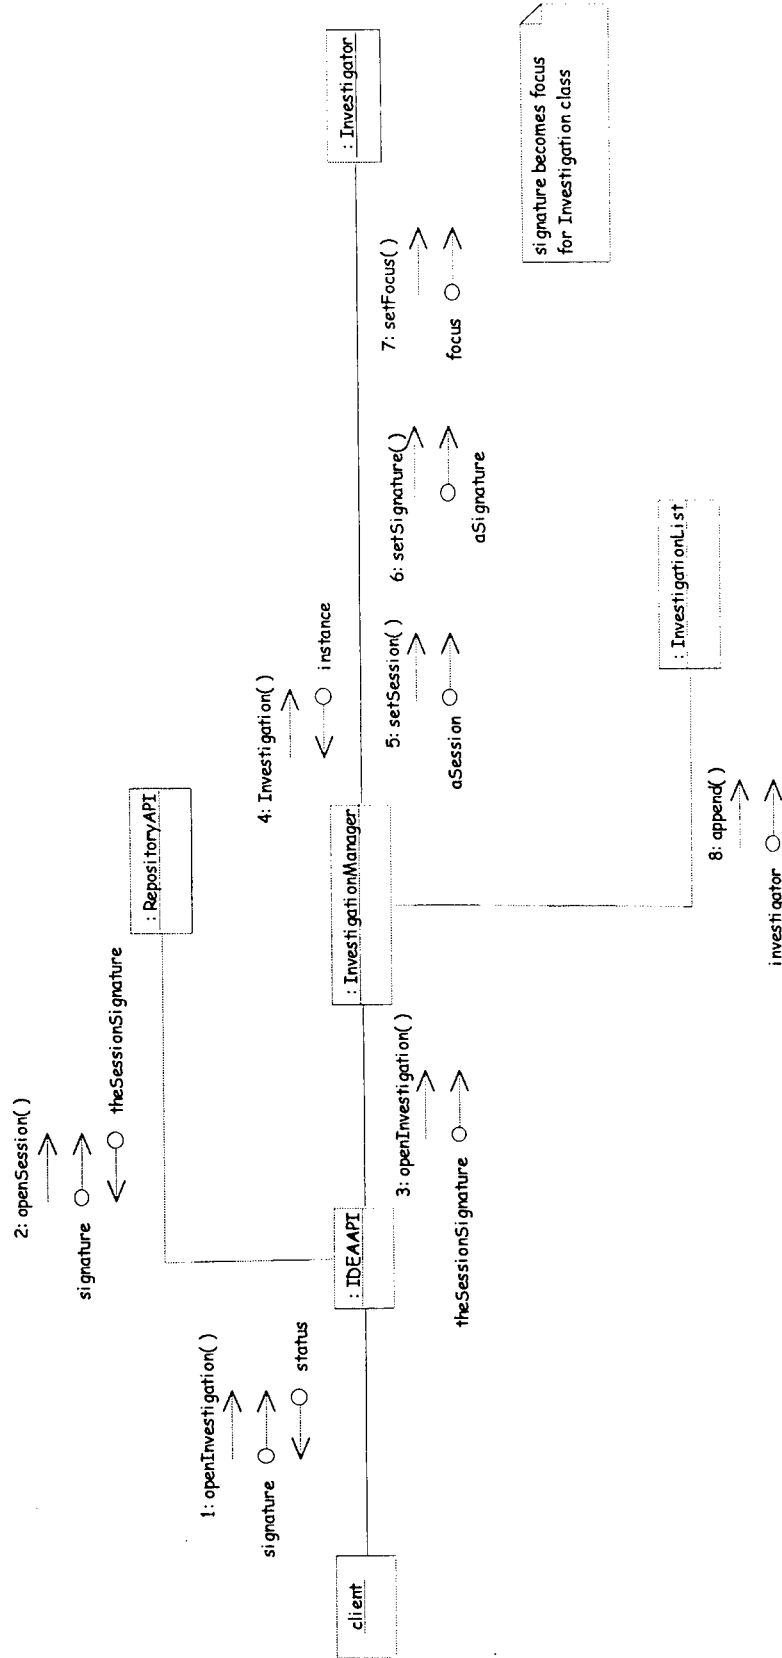 client
1: openInvestigation()
signature
status
: IDEAAPI
2: openSession()
signature
theSessionSignature
: RepositoryAPI
3: openInvestigation()
theSessionSignature
: InvestigationManager
4: Investigation()
instance
5: setSession()
aSession
6: setSignature()
aSignature
7: setFocus()
focus
: Investigator
8: append()
investigator
: InvestigationList
signature becomes focus
for Investigation class